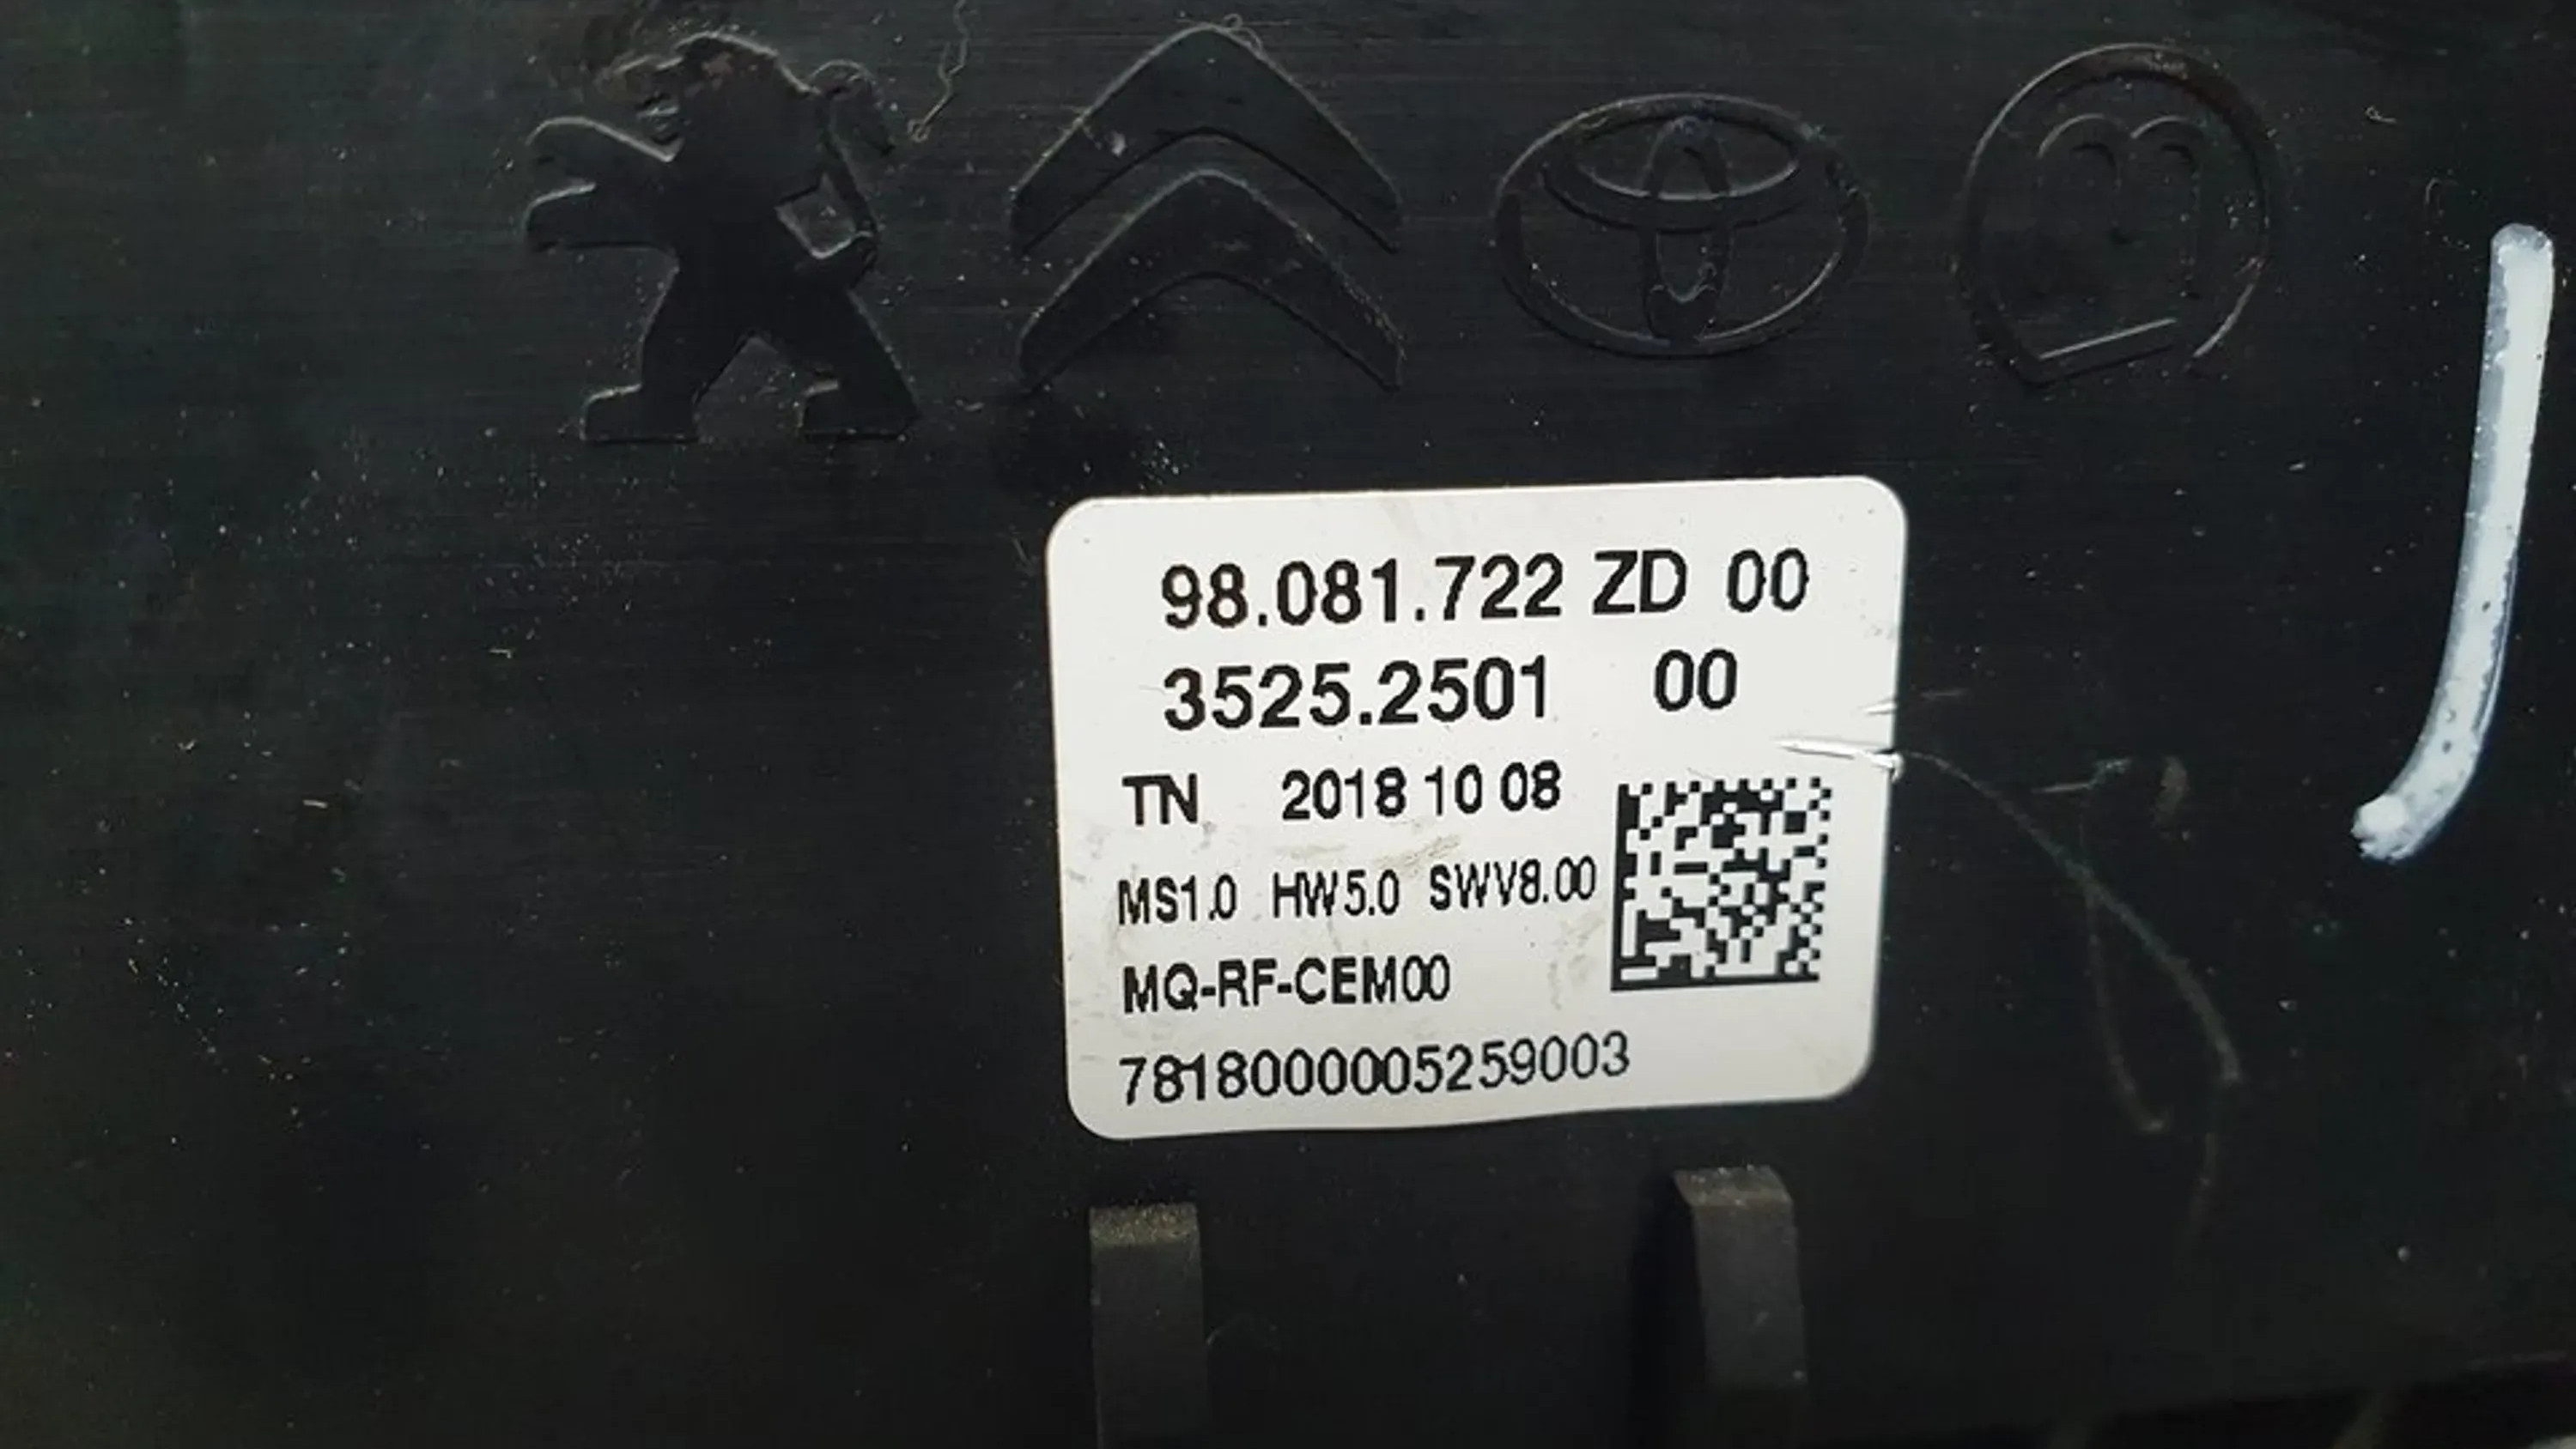 98.081.722 ZD 00
3525.2501 00
TN 2018 10 08
MS1.0 HW5.0 SWV8.00
MQ-RF-CEM00
7818000005259003